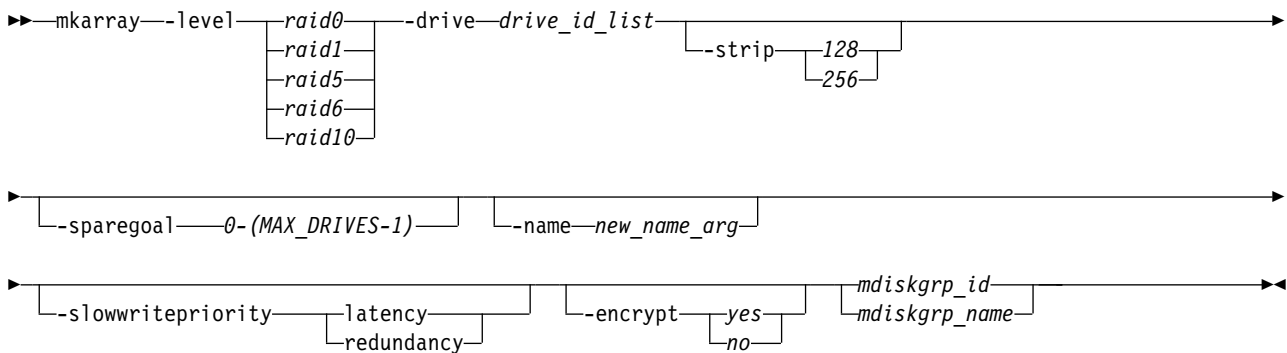 mkarray -level raid0 -drive drive_id_list
raid1 -strip 128
raid5 256
raid6
raid10
-sparegoal 0-(MAX_DRIVES-1) -name new_name_arg
mdiskgrp_id
-slowwritepriority latency -encrypt yes mdiskgrp_name
redundancy no